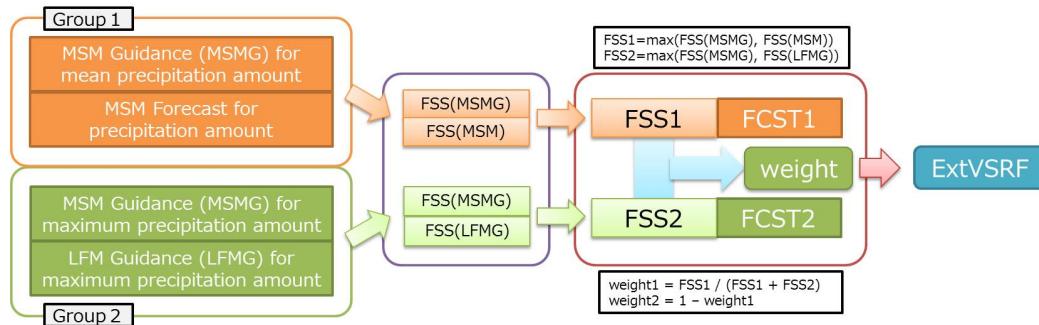 Group 1
MSM Guidance (MSMG) for
mean precipitation amount
MSM Forecast for
precipitation amount
MSM Guidance (MSMG) for
maximum precipitation amount
LFM Guidance (LFMG) for
maximum precipitation amount
Group 2
FSS(MSMG)
FSS(MSM)
FSS(MSMG)
FSS(LFMG)
FSS1=max(FSS(MSMG), FSS(MSM))
FSS2=max(FSS(MSMG), FSS(LFMG))
FSS1 FCST1
weight
FSS2 FCST2
weight1 = FSS1 / (FSS1 + FSS2)
weight2 = 1 – weight1
ExtVSRF